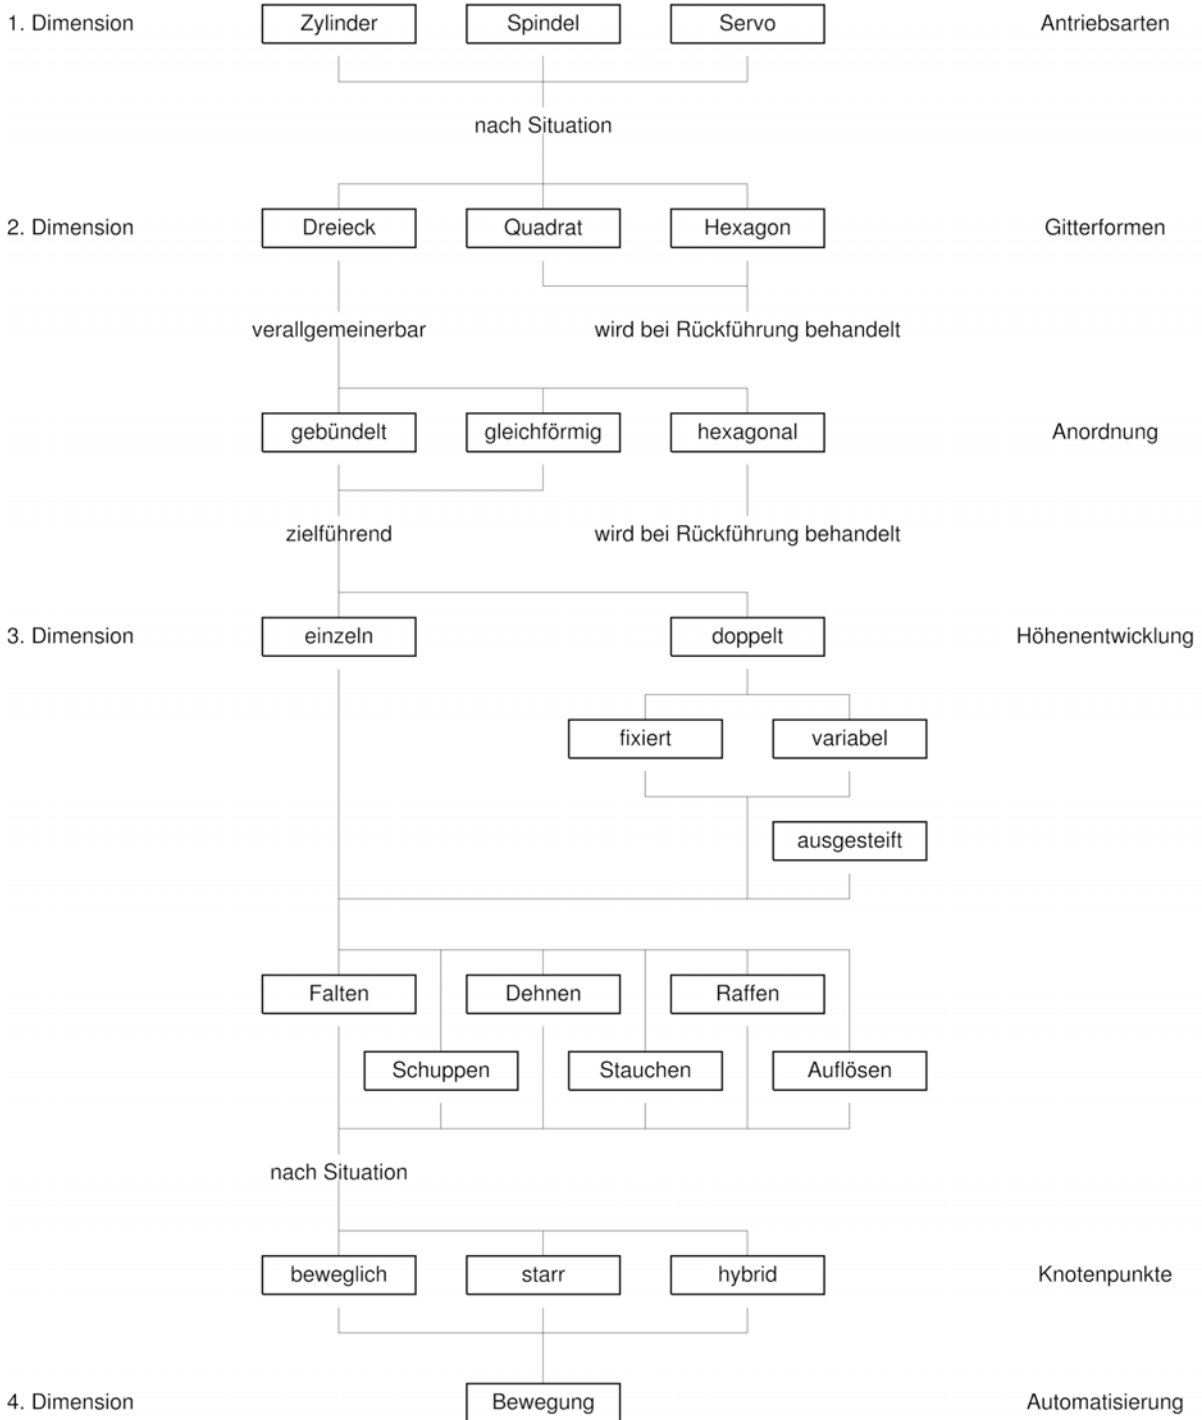 1. Dimension Zylinder Spindel Servo Antriebsarten
nach Situation
2. Dimension Dreieck Quadrat Hexagon Gitterformen
verallgemeinerbar wird bei Rückführung behandelt
gebündelt gleichförmig hexagonal Anordnung
zielführend wird bei Rückführung behandelt
3. Dimension einzeln doppelt Höhenentwicklung
fixiert variabel
ausgesteift
Falten Dehnen Raffen
Schuppen Stauchen Auflösen
nach Situation
beweglich starr hybrid Knotenpunkte
4. Dimension Bewegung Automatisierung